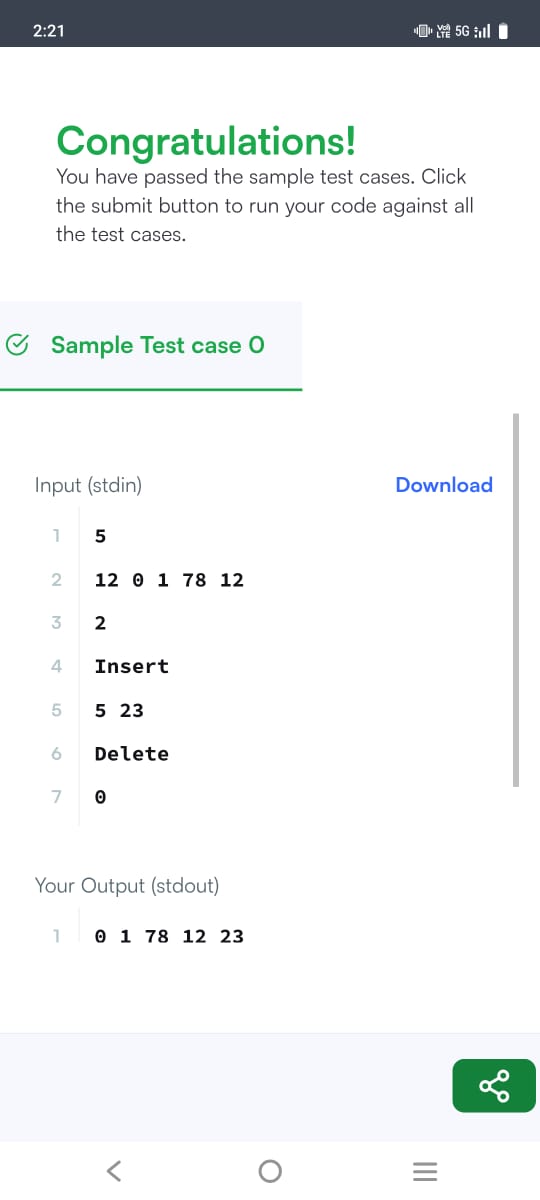 2:21
Vo) LTE 5G
Congratulations!
You have passed the sample test cases. Click
the submit button to run your code against all
the test cases.
Sample Test case 0
Input (stdin)
Download
1 5
2 12 0 1 78 12
3 2
4 Insert
5 5 23
6 Delete
7 0
Your Output (stdout)
1 0 1 78 12 23